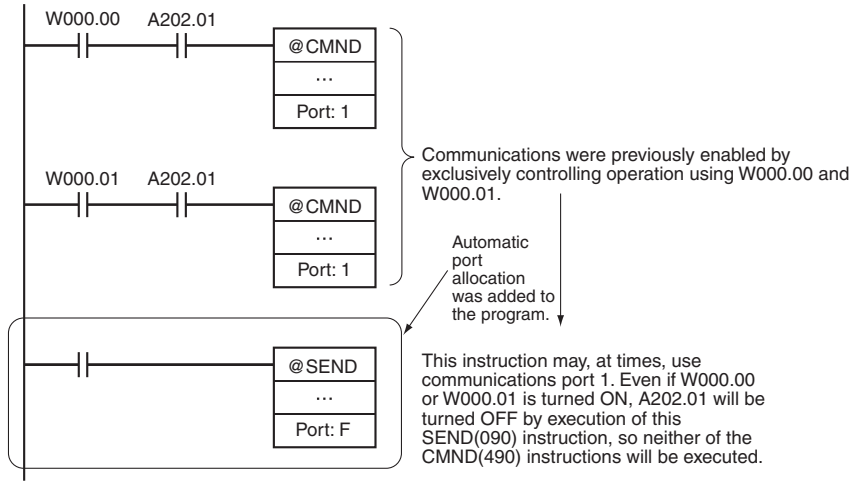 W000.00 A202.01
@CMND
...
Port: 1
Communications were previously enabled by
exclusively controlling operation using W000.00 and
W000.01.
W000.01 A202.01
@CMND
...
Port: 1
Automatic
port
allocation
was added to
the program.
@SEND
...
Port: F
This instruction may, at times, use
communications port 1. Even if W000.00
or W000.01 is turned ON, A202.01 will be
turned OFF by execution of this
SEND(090) instruction, so neither of the
CMND(490) instructions will be executed.